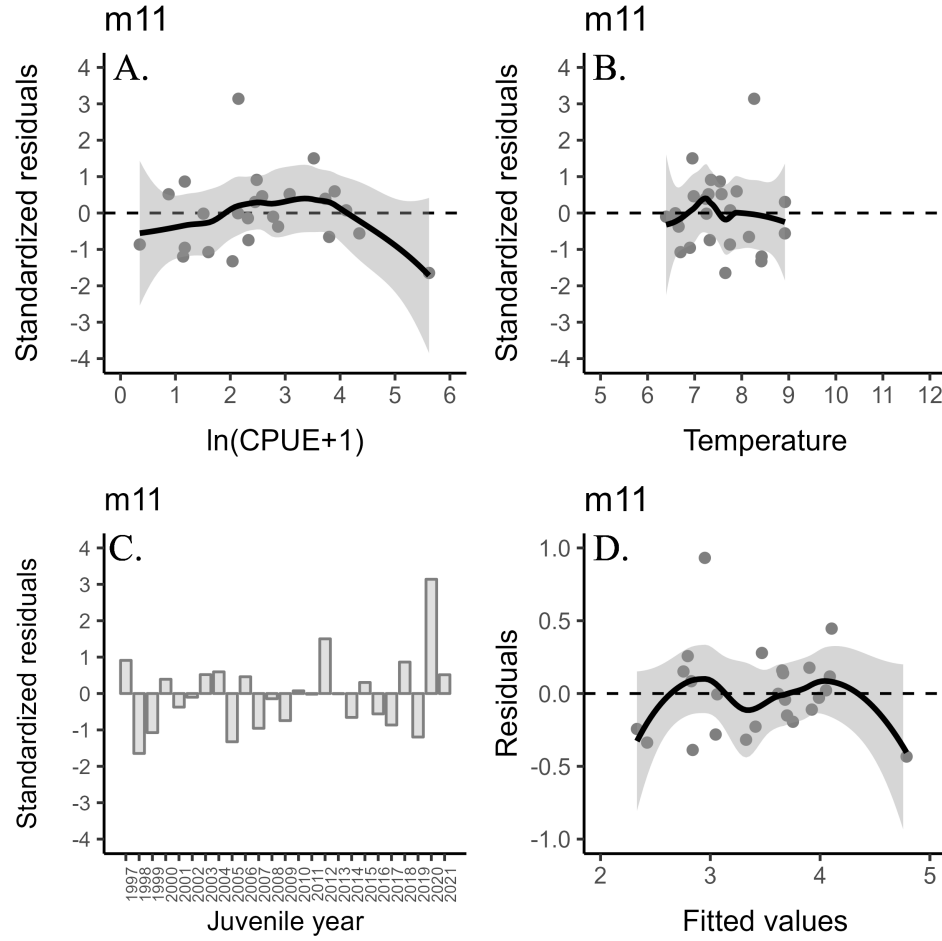 m11
A.
Standardized residuals
4
3
2
1
0
-1
-2
-3
-4
0 1 2 3 4 5 6
ln(CPUE+1)
m11
B.
Standardized residuals
4
3
2
1
0
-1
-2
-3
-4
5 6 7 8 9 10 11 12
Temperature
m11
C.
Standardized residuals
4
3
2
1
0
-1
-2
-3
-4
1997 1998 1999 2000 2001 2002 2003 2004 2005 2006 2007 2008 2009 2010 2011 2012 2013 2014 2015 2016 2017 2018 2019 2020 2021
Juvenile year
m11
D.
Residuals
1.0
0.5
0.0
-0.5
-1.0
2 3 4 5
Fitted values